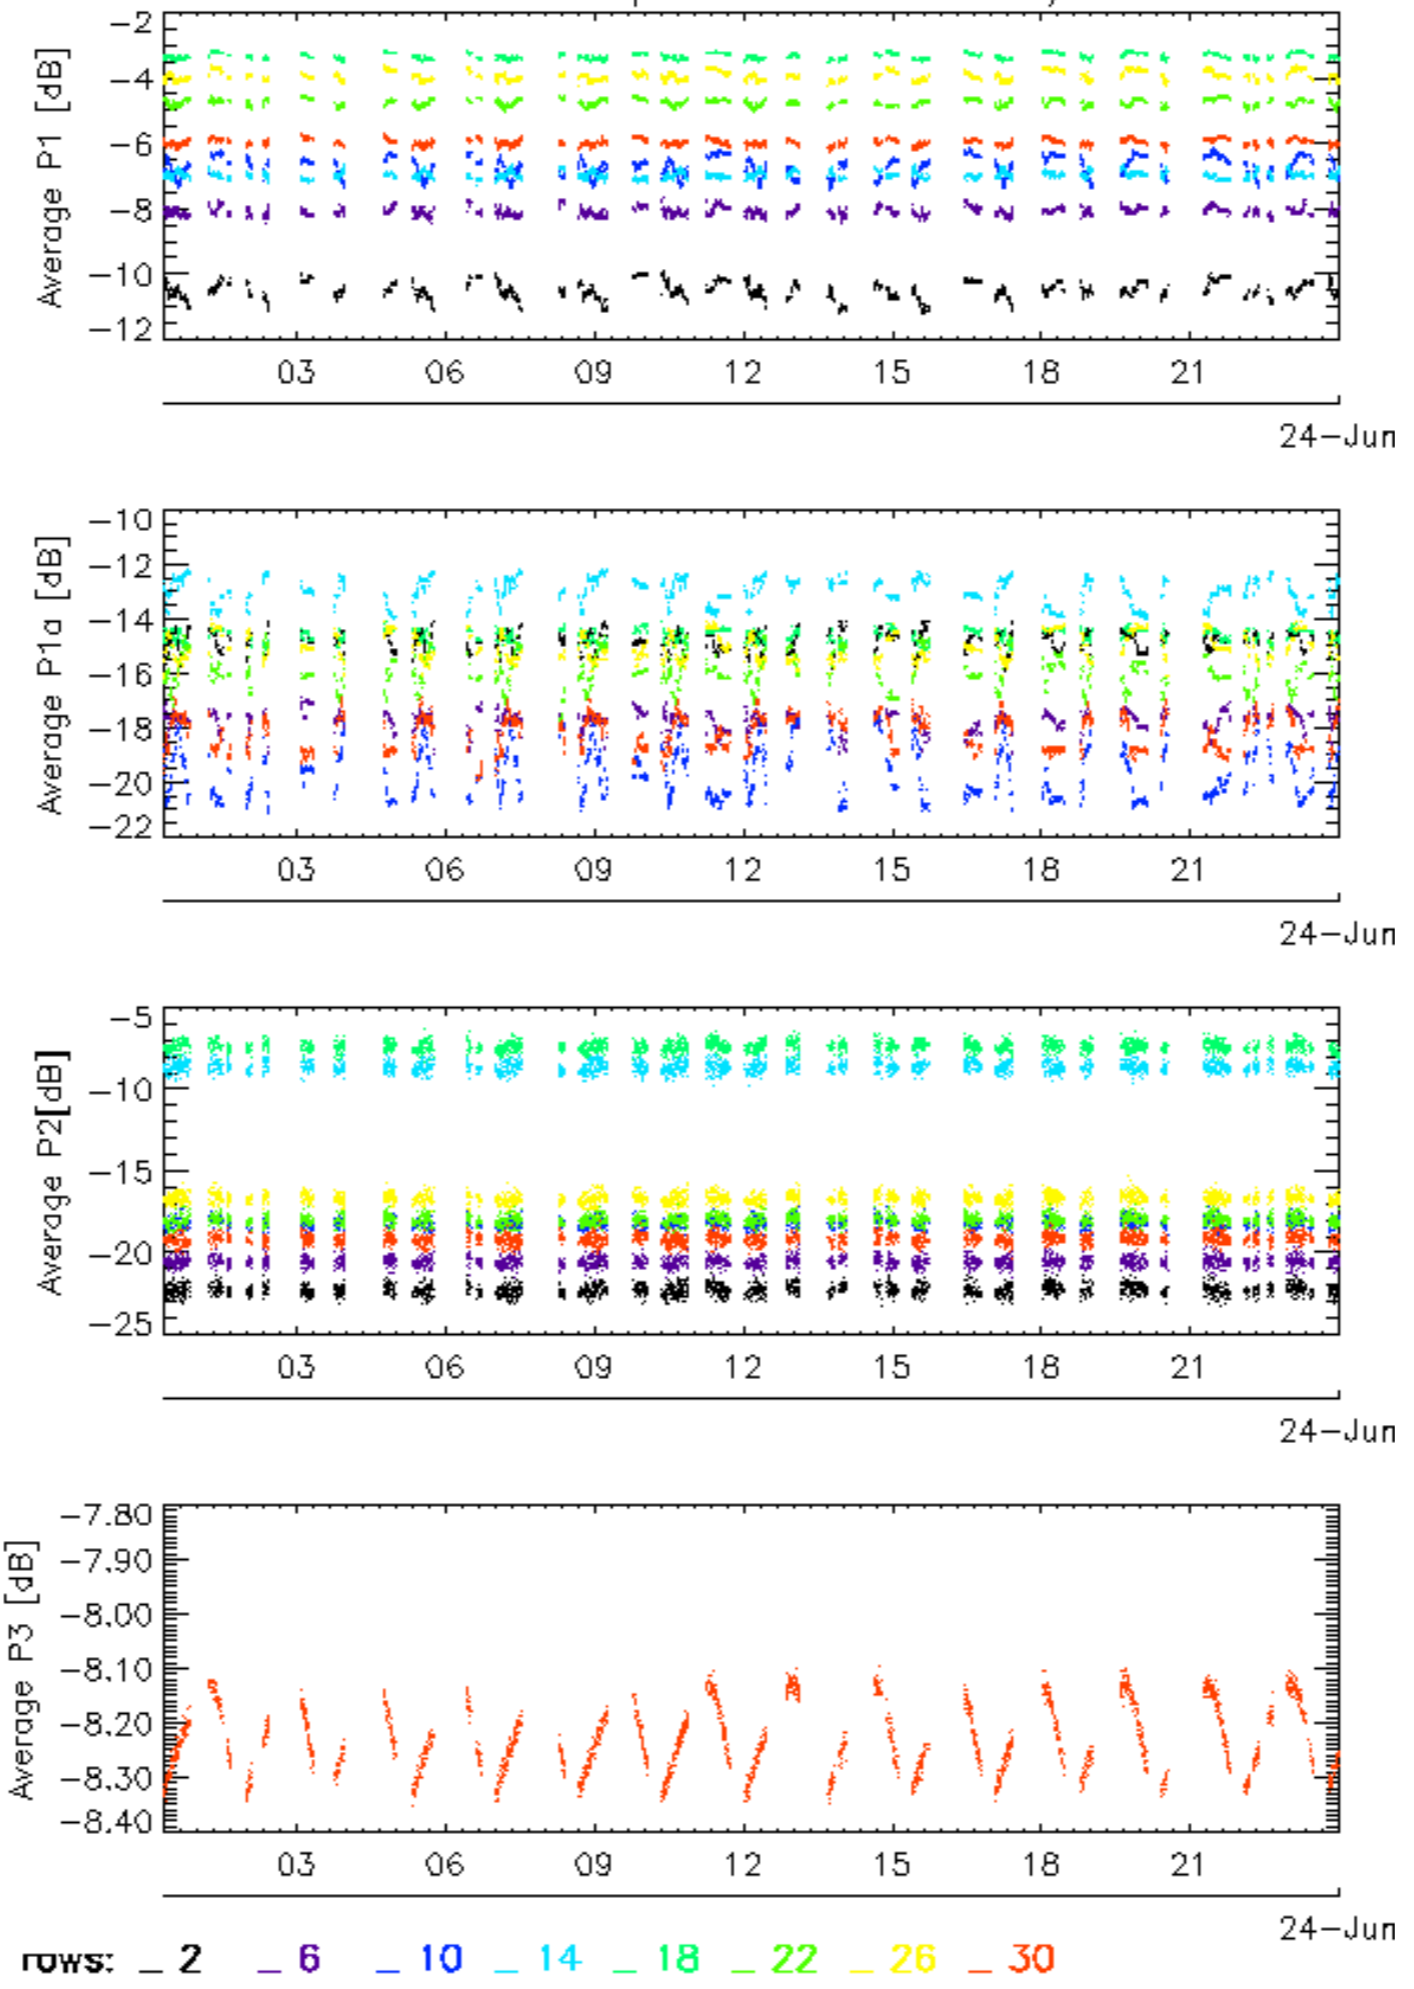 Average P1 [dB]
-2
-4
-6
-8
-10
-12
03 06 09 12 15 18 21
24-Jun
Average P1a [dB]
-10
-12
-14
-16
-18
-20
-22
03 06 09 12 15 18 21
24-Jun
Average P2[dB]
-5
-10
-15
-20
-25
03 06 09 12 15 18 21
24-Jun
Average P3 [dB]
-7.80
-7.90
-8.00
-8.10
-8.20
-8.30
-8.40
03 06 09 12 15 18 21
24-Jun
rows: _ 2 _ 6 _ 10 _ 14 _ 18 _ 22 _ 26 _ 30